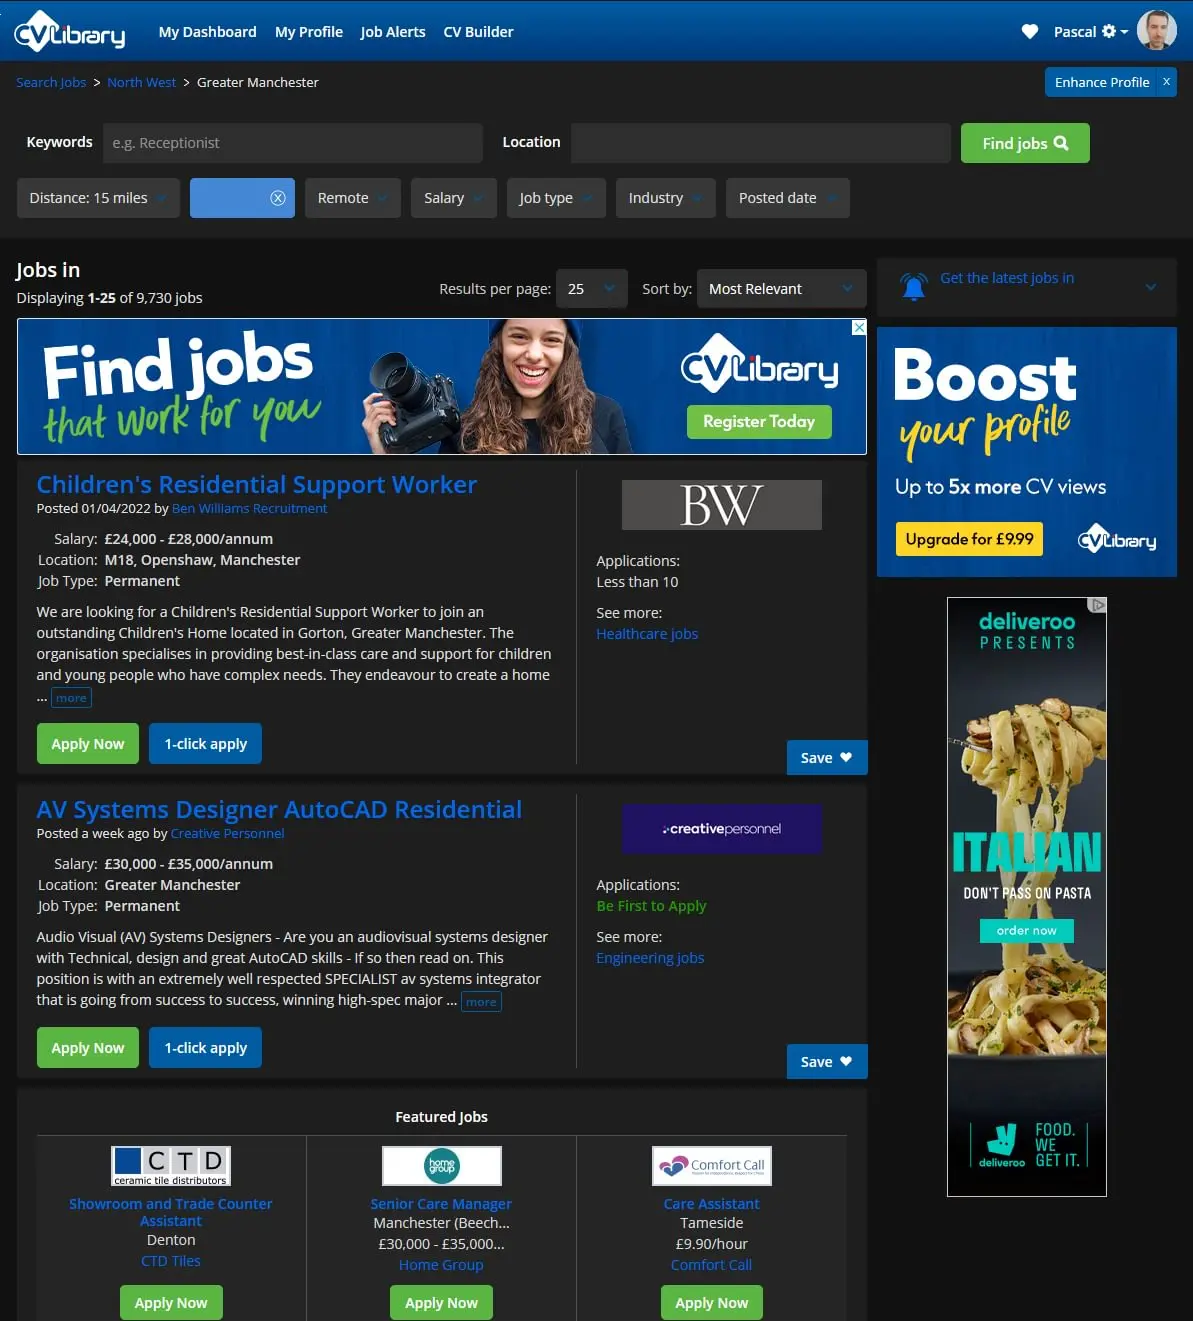 CVLibrary
My Dashboard My Profile Job Alerts CV Builder
Pascal
Search Jobs > North West > Greater Manchester
Enhance Profile x
Keywords e.g. Receptionist Location Find jobs
Distance: 15 miles Remote Salary Job type Industry Posted date
Jobs in
Displaying 1-25 of 9,730 jobs
Results per page: 25 Sort by: Most Relevant
Get the latest jobs in
Find jobs
that work for you
CVLibrary
Register Today
Boost
your profile
Up to 5x more CV views
Upgrade for £9.99
CVLibrary
Children's Residential Support Worker
Posted 01/04/2022 by Ben Williams Recruitment
Salary: £24,000 - £28,000/annum
Location: M18, Openshaw, Manchester
Job Type: Permanent
We are looking for a Children's Residential Support Worker to join an
outstanding Children's Home located in Gorton, Greater Manchester. The
organisation specialises in providing best-in-class care and support for children
and young people who have complex needs. They endeavour to create a home
... more
Apply Now 1-click apply
BW
Applications:
Less than 10
See more:
Healthcare jobs
Save
AV Systems Designer AutoCAD Residential
Posted a week ago by Creative Personnel
Salary: £30,000 - £35,000/annum
Location: Greater Manchester
Job Type: Permanent
Audio Visual (AV) Systems Designers - Are you an audiovisual systems designer
with Technical, design and great AutoCAD skills - If so then read on. This
position is with an extremely well respected SPECIALIST av systems integrator
that is going from success to success, winning high-spec major ... more
Apply Now 1-click apply
creativepersonnel
Applications:
Be First to Apply
See more:
Engineering jobs
Save
deliveroo
PRESENTS
ITALIAN
DON'T PASS ON PASTA
order now
deliveroo
FOOD.
WE
GET IT.
Featured Jobs
CTD
ceramic tile distributors
Showroom and Trade Counter
Assistant
Denton
CTD Tiles
Apply Now
home
group
Senior Care Manager
Manchester (Beech...
£30,000 - £35,000...
Home Group
Apply Now
Comfort Call
Care Assistant
Tameside
£9.90/hour
Comfort Call
Apply Now